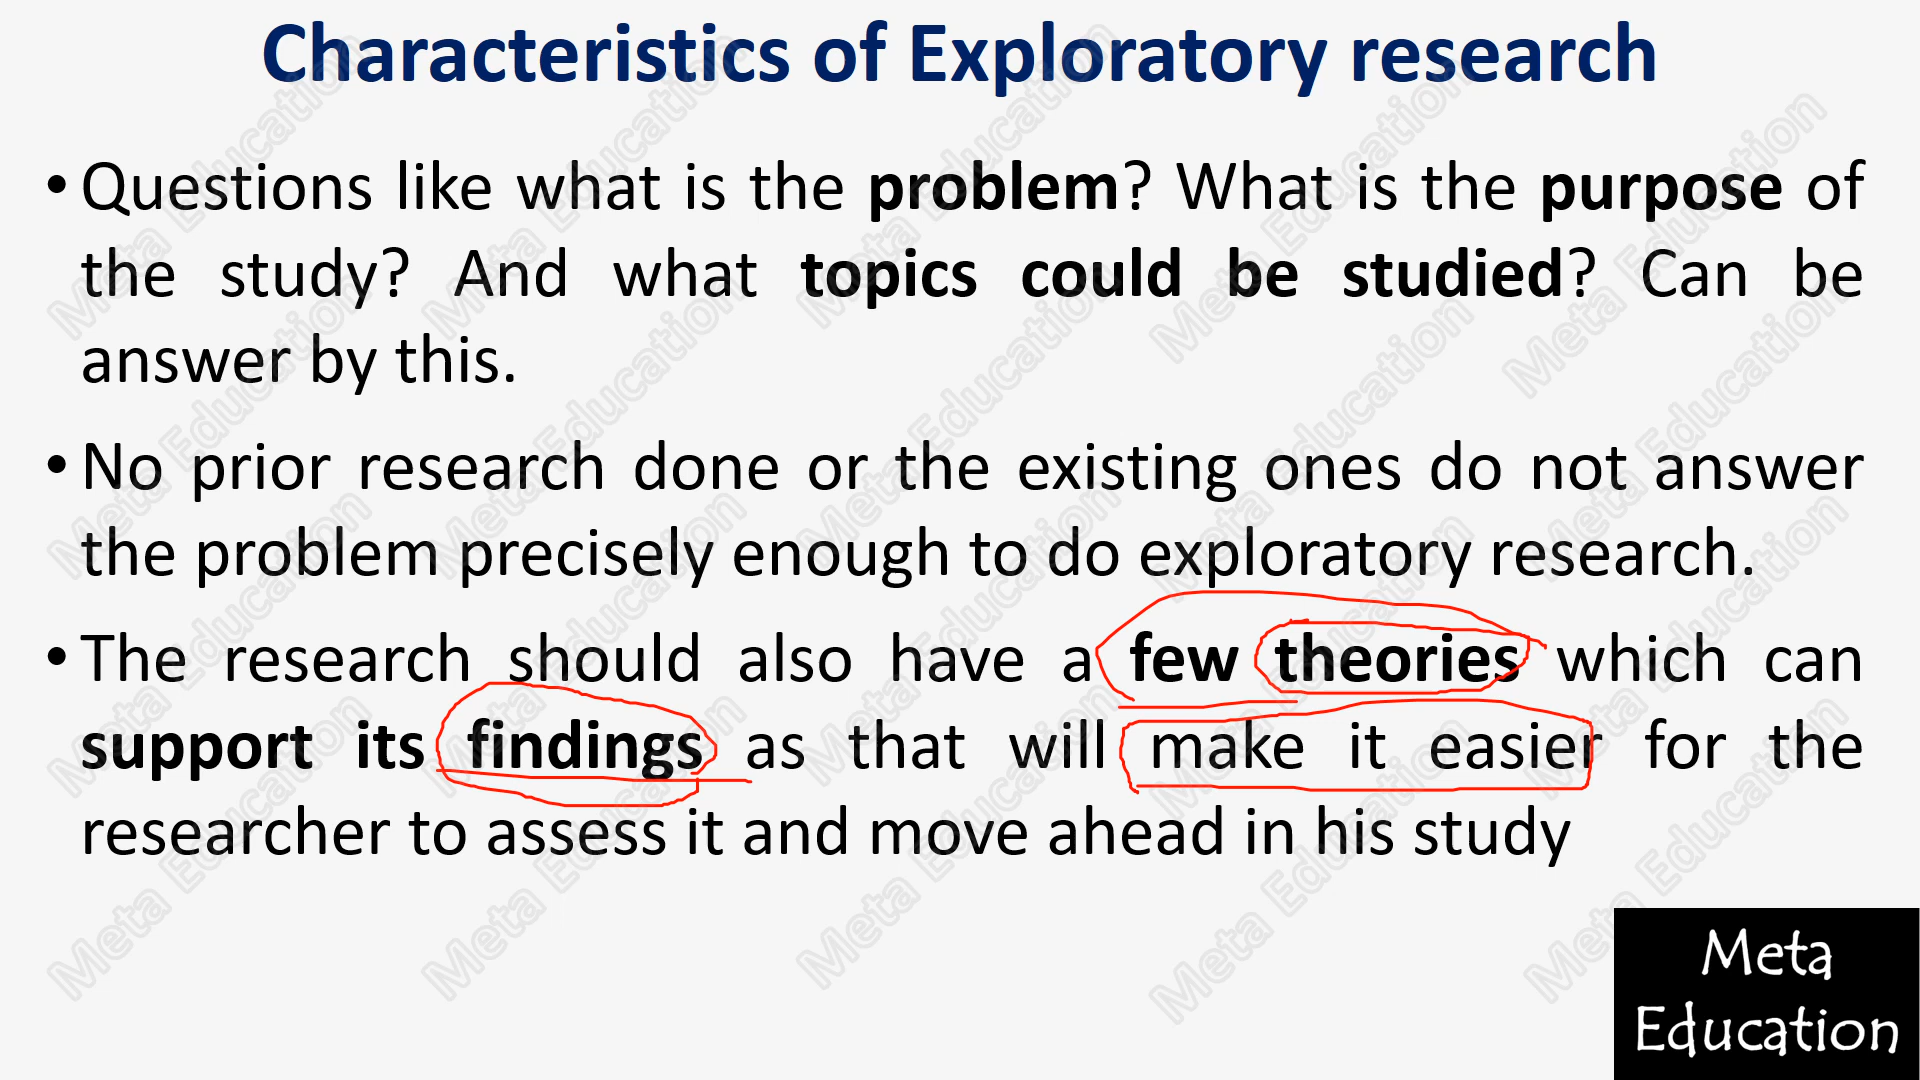 Characteristics of Exploratory research
• Questions like what is the problem? What is the purpose of
the study? And what topics could be studied? Can be
answer by this.
• No prior research done or the existing ones do not answer
the problem precisely enough to do exploratory research.
• The research should also have a few theories which can
support its findings as that will make it easier for the
researcher to assess it and move ahead in his study
Meta
Education